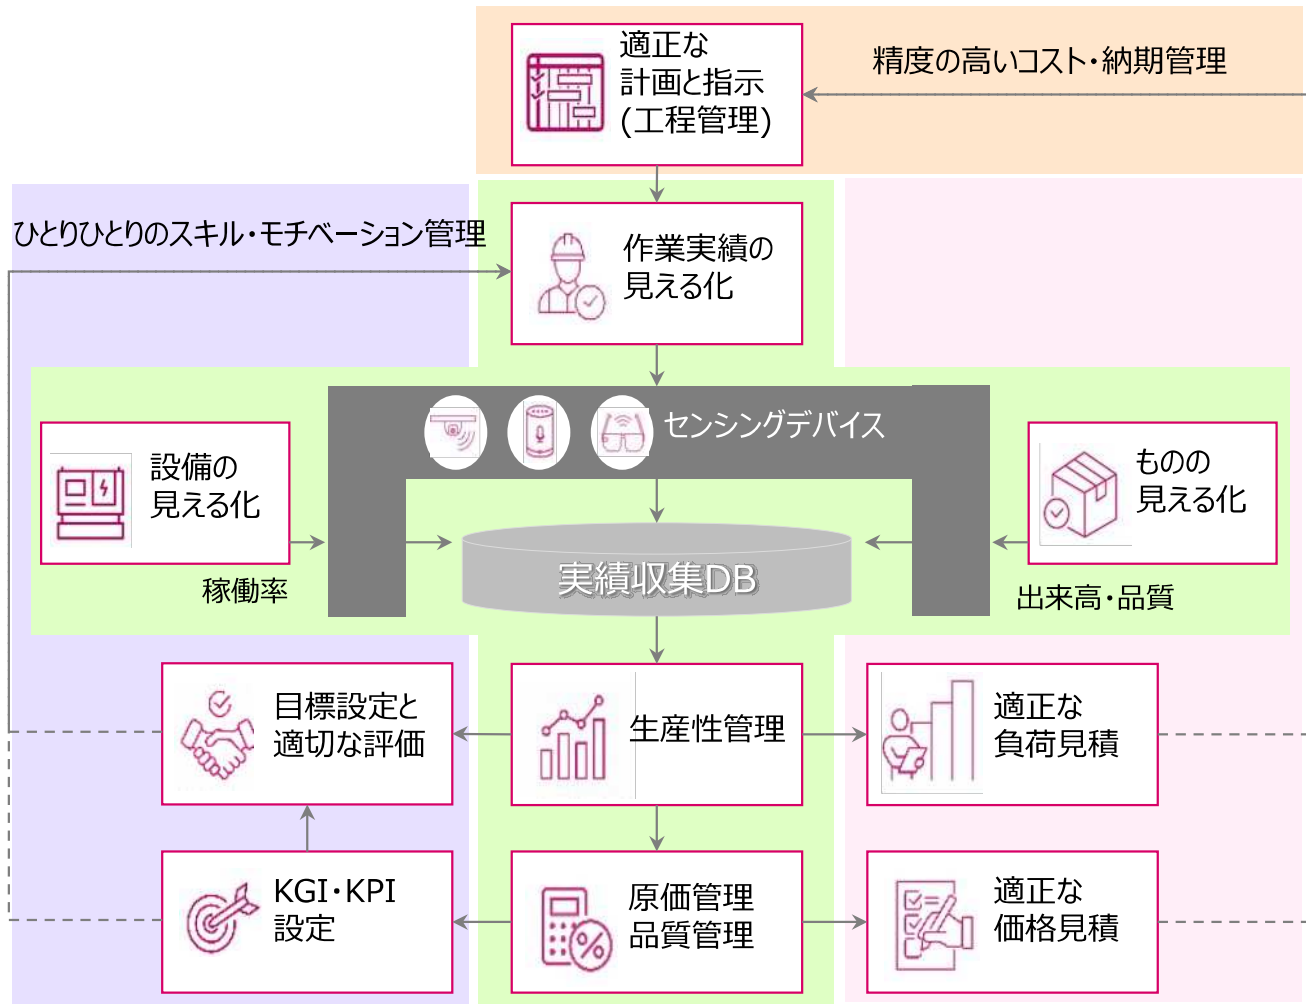 適正な
計画と指示
(工程管理)
精度の高いコスト・納期管理
ひとりひとりのスキル・モチベーション管理
作業実績の
見える化
センシングデバイス
設備の
見える化
稼働率
ものの
見える化
出来高・品質
実績収集DB
目標設定と
適切な評価
生産性管理
適正な
負荷見積
KGI・KPI
設定
原価管理
品質管理
適正な
価格見積